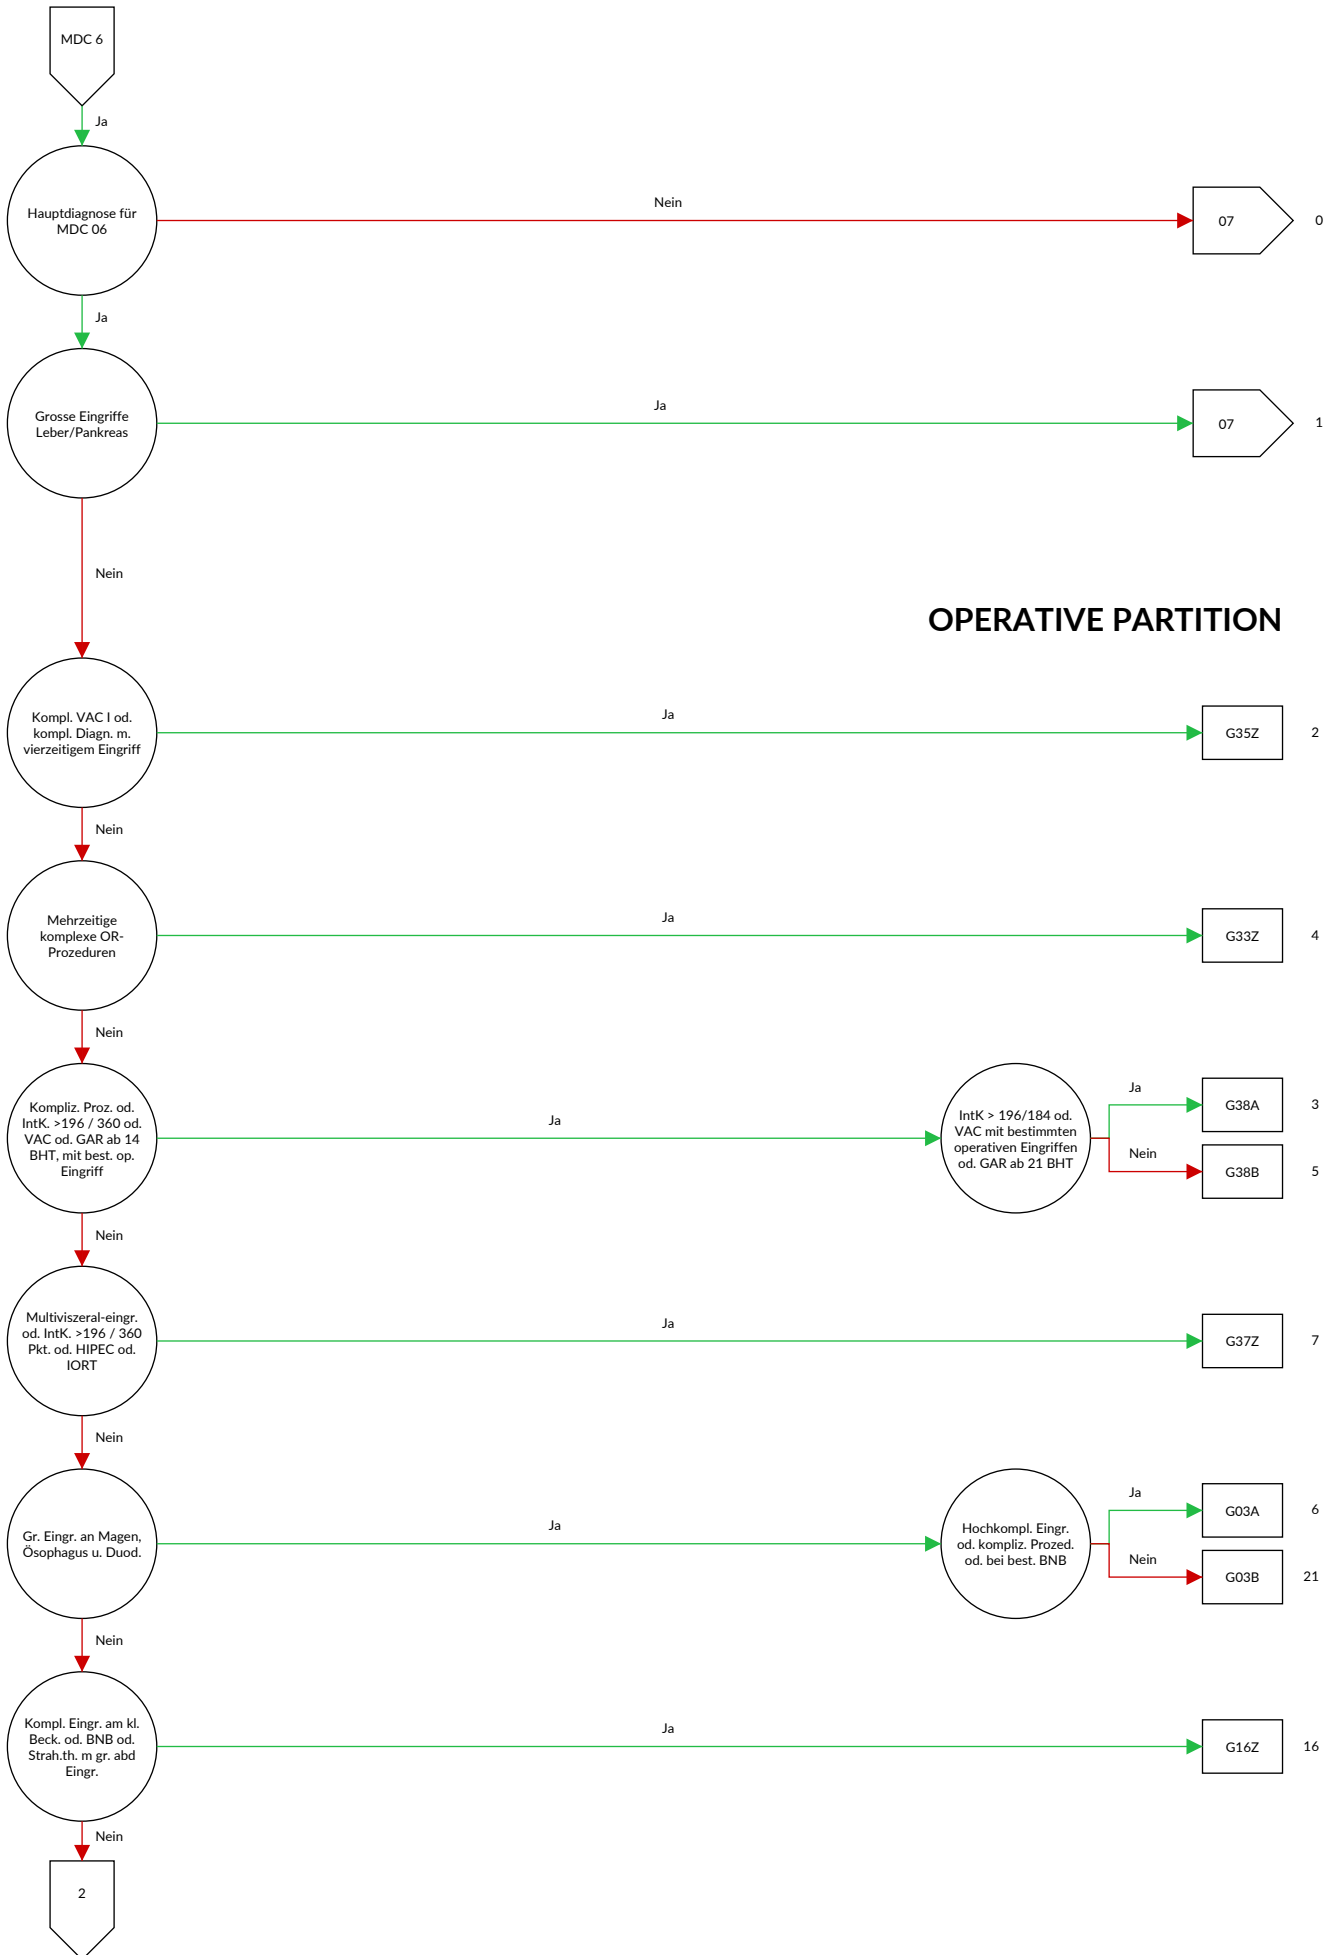 MDC 6
Ja
Hauptdiagnose für
MDC 06
Nein
07
0
Ja
Grosse Eingriffe
Leber/Pankreas
Ja
07
1
Nein
OPERATIVE PARTITION
Kompl. VAC I od.
kompl. Diagn. m.
vierzeitigem Eingriff
Ja
G35Z
2
Nein
Mehrzeitige
komplexe OR-
Prozeduren
Ja
G33Z
4
Nein
Kompliz. Proz. od.
IntK. >196 / 360 od.
VAC od. GAR ab 14
BHT, mit best. op.
Eingriff
Ja
IntK > 196/184 od.
VAC mit bestimmten
operativen Eingriffen
od. GAR ab 21 BHT
Ja
G38A
3
Nein
G38B
5
Nein
Multiviszeral-eingr.
od. IntK. >196 / 360
Pkt. od. HIPEC od.
IORT
Ja
G37Z
7
Nein
Gr. Eingr. an Magen,
Ösophagus u. Duod.
Ja
Hochkompl. Eingr.
od. kompliz. Prozed.
od. bei best. BNB
Ja
G03A
6
Nein
G03B
21
Nein
Kompl. Eingr. am kl.
Beck. od. BNB od.
Strah.th. m gr. abd
Eingr.
Ja
G16Z
16
Nein
2